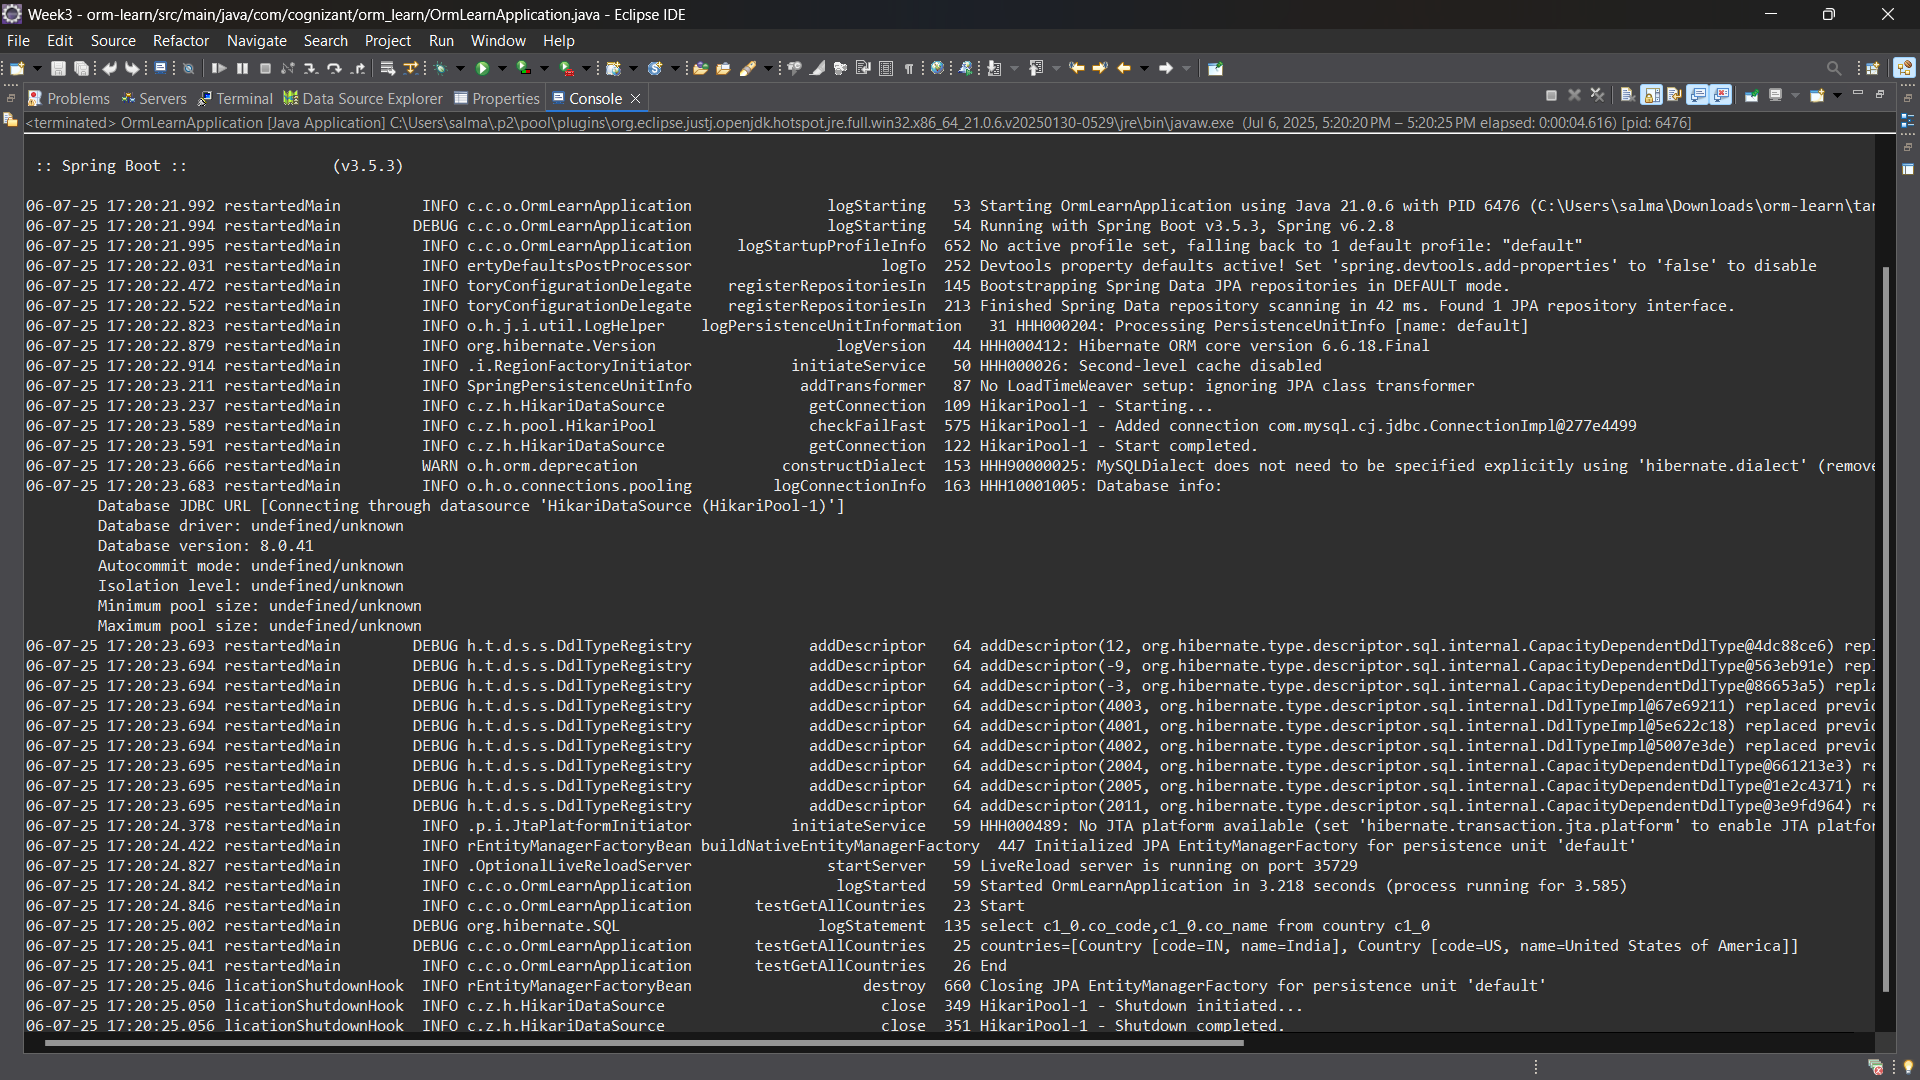 Week3 - orm-learn/src/main/java/com/cognizant/orm_learn/OrmLearnApplication.java - Eclipse IDE
File Edit Source Refactor Navigate Search Project Run Window Help
Problems Servers Terminal Data Source Explorer Properties Console
<terminated> OrmLearnApplication [Java Application] C:\Users\salma\.p2\pool\plugins\org.eclipse.justj.openjdk.hotspot.jre.full.win32.x86_64_21.0.6.v20250130-0529\jre\bin\javaw.exe (Jul 6, 2025, 5:20:20 PM – 5:20:25 PM elapsed: 0:00:04.616) [pid: 6476]
:: Spring Boot :: (v3.5.3)
06-07-25 17:20:21.992 restartedMain INFO c.c.o.OrmLearnApplication logStarting 53 Starting OrmLearnApplication using Java 21.0.6 with PID 6476 (C:\Users\salma\Downloads\orm-learn\tar
06-07-25 17:20:21.994 restartedMain DEBUG c.c.o.OrmLearnApplication logStarting 54 Running with Spring Boot v3.5.3, Spring v6.2.8
06-07-25 17:20:21.995 restartedMain INFO c.c.o.OrmLearnApplication logStartupProfileInfo 652 No active profile set, falling back to 1 default profile: "default"
06-07-25 17:20:22.031 restartedMain INFO ertyDefaultsPostProcessor logTo 252 Devtools property defaults active! Set 'spring.devtools.add-properties' to 'false' to disable
06-07-25 17:20:22.472 restartedMain INFO toryConfigurationDelegate registerRepositoriesIn 145 Bootstrapping Spring Data JPA repositories in DEFAULT mode.
06-07-25 17:20:22.522 restartedMain INFO toryConfigurationDelegate registerRepositoriesIn 213 Finished Spring Data repository scanning in 42 ms. Found 1 JPA repository interface.
06-07-25 17:20:22.823 restartedMain INFO o.h.j.i.util.LogHelper logPersistenceUnitInformation 31 HHH000204: Processing PersistenceUnitInfo [name: default]
06-07-25 17:20:22.879 restartedMain INFO org.hibernate.Version logVersion 44 HHH000412: Hibernate ORM core version 6.6.18.Final
06-07-25 17:20:22.914 restartedMain INFO .i.RegionFactoryInitiator initiateService 50 HHH000026: Second-level cache disabled
06-07-25 17:20:23.211 restartedMain INFO SpringPersistenceUnitInfo addTransformer 87 No LoadTimeWeaver setup: ignoring JPA class transformer
06-07-25 17:20:23.237 restartedMain INFO c.z.h.HikariDataSource getConnection 109 HikariPool-1 - Starting...
06-07-25 17:20:23.589 restartedMain INFO c.z.h.pool.HikariPool checkFailFast 575 HikariPool-1 - Added connection com.mysql.cj.jdbc.ConnectionImpl@277e4499
06-07-25 17:20:23.591 restartedMain INFO c.z.h.HikariDataSource getConnection 122 HikariPool-1 - Start completed.
06-07-25 17:20:23.666 restartedMain WARN o.h.orm.deprecation constructDialect 153 HHH90000025: MySQLDialect does not need to be specified explicitly using 'hibernate.dialect' (remove
06-07-25 17:20:23.683 restartedMain INFO o.h.o.connections.pooling logConnectionInfo 163 HHH10001005: Database info:
Database JDBC URL [Connecting through datasource 'HikariDataSource (HikariPool-1)']
Database driver: undefined/unknown
Database version: 8.0.41
Autocommit mode: undefined/unknown
Isolation level: undefined/unknown
Minimum pool size: undefined/unknown
Maximum pool size: undefined/unknown
06-07-25 17:20:23.693 restartedMain DEBUG h.t.d.s.s.DdlTypeRegistry addDescriptor 64 addDescriptor(12, org.hibernate.type.descriptor.sql.internal.CapacityDependentDdlType@4dc88ce6) repl
06-07-25 17:20:23.694 restartedMain DEBUG h.t.d.s.s.DdlTypeRegistry addDescriptor 64 addDescriptor(-9, org.hibernate.type.descriptor.sql.internal.CapacityDependentDdlType@563eb91e) repl
06-07-25 17:20:23.694 restartedMain DEBUG h.t.d.s.s.DdlTypeRegistry addDescriptor 64 addDescriptor(-3, org.hibernate.type.descriptor.sql.internal.CapacityDependentDdlType@86653a5) repla
06-07-25 17:20:23.694 restartedMain DEBUG h.t.d.s.s.DdlTypeRegistry addDescriptor 64 addDescriptor(4003, org.hibernate.type.descriptor.sql.internal.DdlTypeImpl@67e69211) replaced previo
06-07-25 17:20:23.694 restartedMain DEBUG h.t.d.s.s.DdlTypeRegistry addDescriptor 64 addDescriptor(4001, org.hibernate.type.descriptor.sql.internal.DdlTypeImpl@5e622c18) replaced previo
06-07-25 17:20:23.694 restartedMain DEBUG h.t.d.s.s.DdlTypeRegistry addDescriptor 64 addDescriptor(4002, org.hibernate.type.descriptor.sql.internal.DdlTypeImpl@5007e3de) replaced previo
06-07-25 17:20:23.695 restartedMain DEBUG h.t.d.s.s.DdlTypeRegistry addDescriptor 64 addDescriptor(2004, org.hibernate.type.descriptor.sql.internal.CapacityDependentDdlType@661213e3) re
06-07-25 17:20:23.695 restartedMain DEBUG h.t.d.s.s.DdlTypeRegistry addDescriptor 64 addDescriptor(2005, org.hibernate.type.descriptor.sql.internal.CapacityDependentDdlType@1e2c4371) re
06-07-25 17:20:23.695 restartedMain DEBUG h.t.d.s.s.DdlTypeRegistry addDescriptor 64 addDescriptor(2011, org.hibernate.type.descriptor.sql.internal.CapacityDependentDdlType@3e9fd964) re
06-07-25 17:20:24.378 restartedMain INFO .p.i.JtaPlatformInitiator initiateService 59 HHH000489: No JTA platform available (set 'hibernate.transaction.jta.platform' to enable JTA platfor
06-07-25 17:20:24.422 restartedMain INFO rEntityManagerFactoryBean buildNativeEntityManagerFactory 447 Initialized JPA EntityManagerFactory for persistence unit 'default'
06-07-25 17:20:24.827 restartedMain INFO .OptionalLiveReloadServer startServer 59 LiveReload server is running on port 35729
06-07-25 17:20:24.842 restartedMain INFO c.c.o.OrmLearnApplication logStarted 59 Started OrmLearnApplication in 3.218 seconds (process running for 3.585)
06-07-25 17:20:24.846 restartedMain INFO c.c.o.OrmLearnApplication testGetAllCountries 23 Start
06-07-25 17:20:25.002 restartedMain DEBUG org.hibernate.SQL logStatement 135 select c1_0.co_code,c1_0.co_name from country c1_0
06-07-25 17:20:25.041 restartedMain DEBUG c.c.o.OrmLearnApplication testGetAllCountries 25 countries=[Country [code=IN, name=India], Country [code=US, name=United States of America]]
06-07-25 17:20:25.041 restartedMain INFO c.c.o.OrmLearnApplication testGetAllCountries 26 End
06-07-25 17:20:25.046 licationShutdownHook INFO rEntityManagerFactoryBean destroy 660 Closing JPA EntityManagerFactory for persistence unit 'default'
06-07-25 17:20:25.050 licationShutdownHook INFO c.z.h.HikariDataSource close 349 HikariPool-1 - Shutdown initiated...
06-07-25 17:20:25.056 licationShutdownHook INFO c.z.h.HikariDataSource close 351 HikariPool-1 - Shutdown completed.